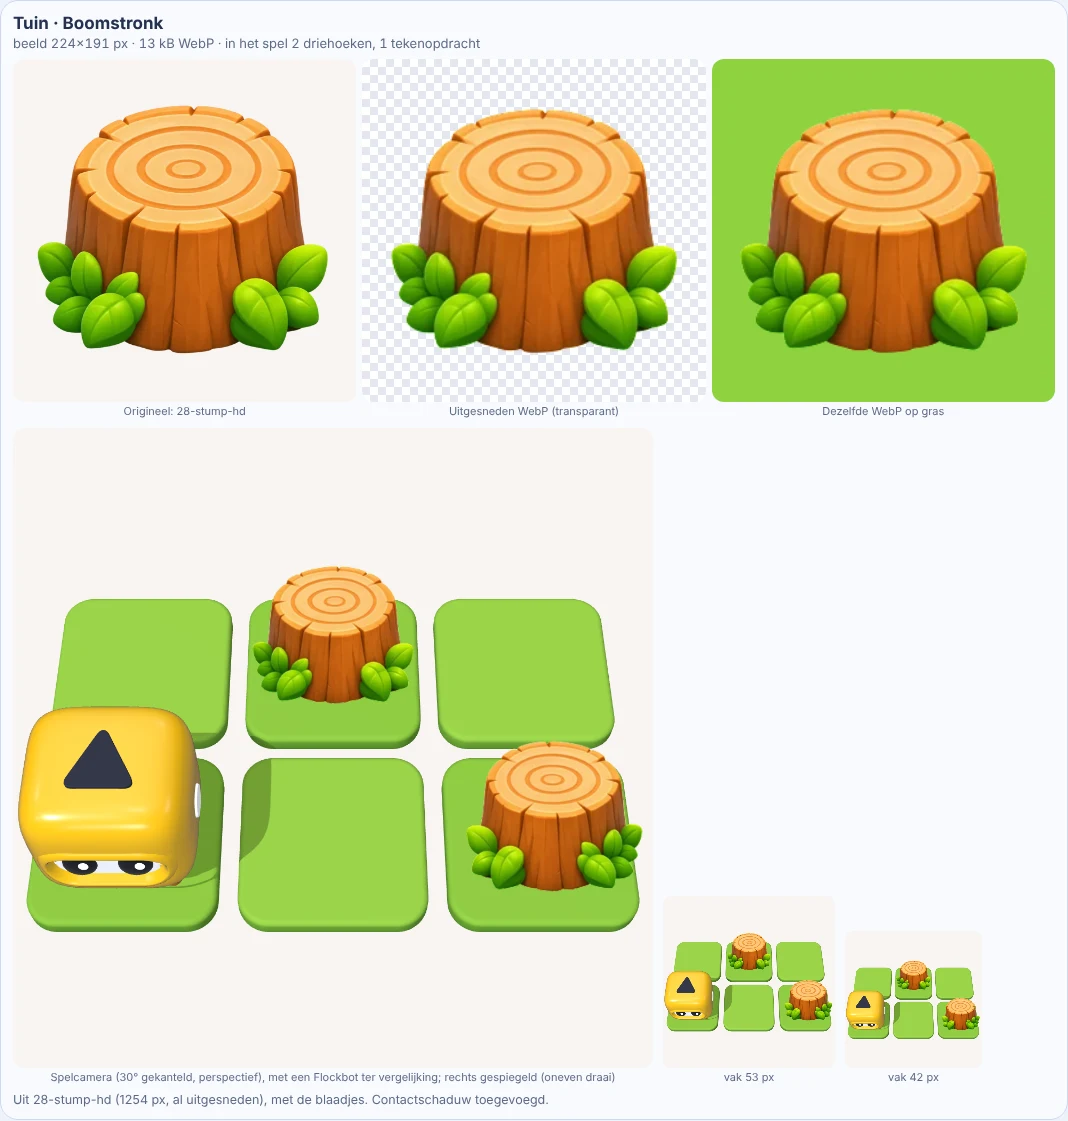 Tuin · Boomstronk
beeld 224×191 px · 13 kB WebP · in het spel 2 driehoeken, 1 tekenopdracht
Origineel: 28-stump-hd
Uitgesneden WebP (transparant)
Dezelfde WebP op gras
Spelcamera (30° gekanteld, perspectief), met een Flockbot ter vergelijking; rechts gespiegeld (oneven draai)
vak 53 px
vak 42 px
Uit 28-stump-hd (1254 px, al uitgesneden), met de blaadjes. Contactschaduw toegevoegd.